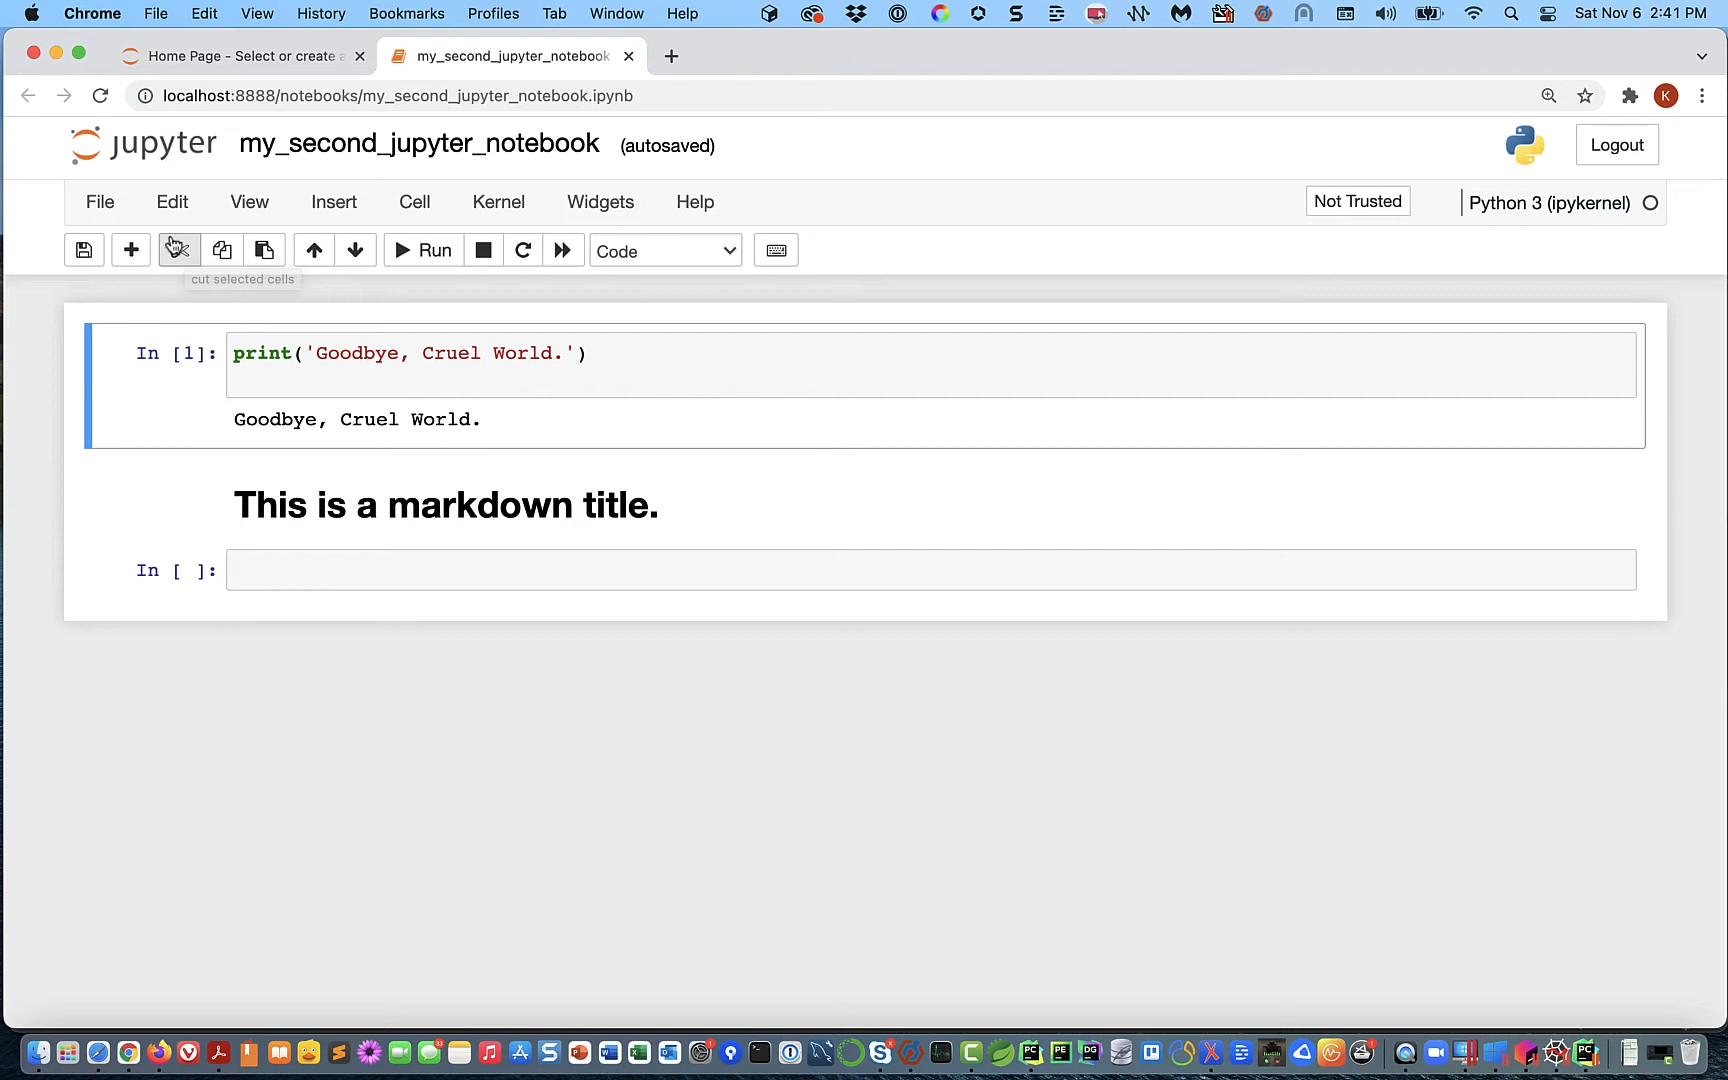 Chrome File Edit View History Bookmarks Profiles Tab Window Help Sat Nov 6 2:41 PM
Home Page - Select or create a my_second_jupyter_notebook
localhost:8888/notebooks/my_second_jupyter_notebook.ipynb K
jupyter my_second_jupyter_notebook (autosaved) Logout
File Edit View Insert Cell Kernel Widgets Help Not Trusted Python 3 (ipykernel)
Run Code
cut selected cells
In [1]: print('Goodbye, Cruel World.')
Goodbye, Cruel World.
This is a markdown title.
In [ ]: